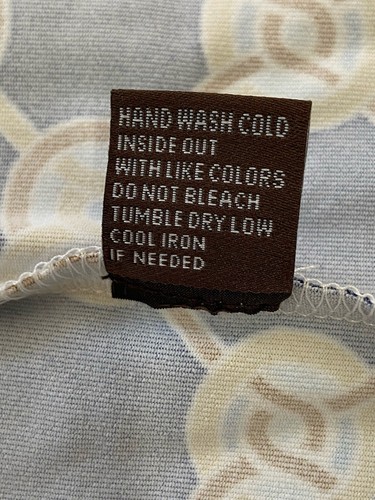 HAND WASH COLD
INSIDE OUT
WITH LIKE COLORS
DO NOT BLEACH
TUMBLE DRY LOW
COOL IRON
IF NEEDED